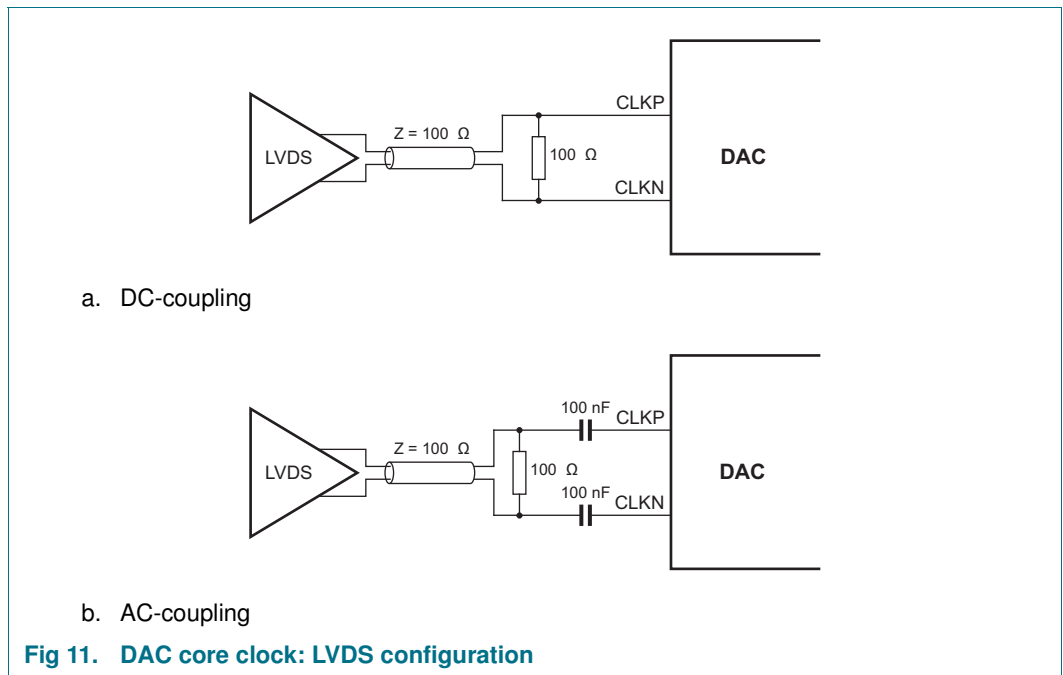 CLKP
Z = 100 Ω
LVDS
100 Ω
DAC
CLKN
a. DC-coupling
100 nF
CLKP
Z = 100 Ω
LVDS
100 Ω
DAC
100 nF
CLKN
b. AC-coupling
Fig 11. DAC core clock: LVDS configuration